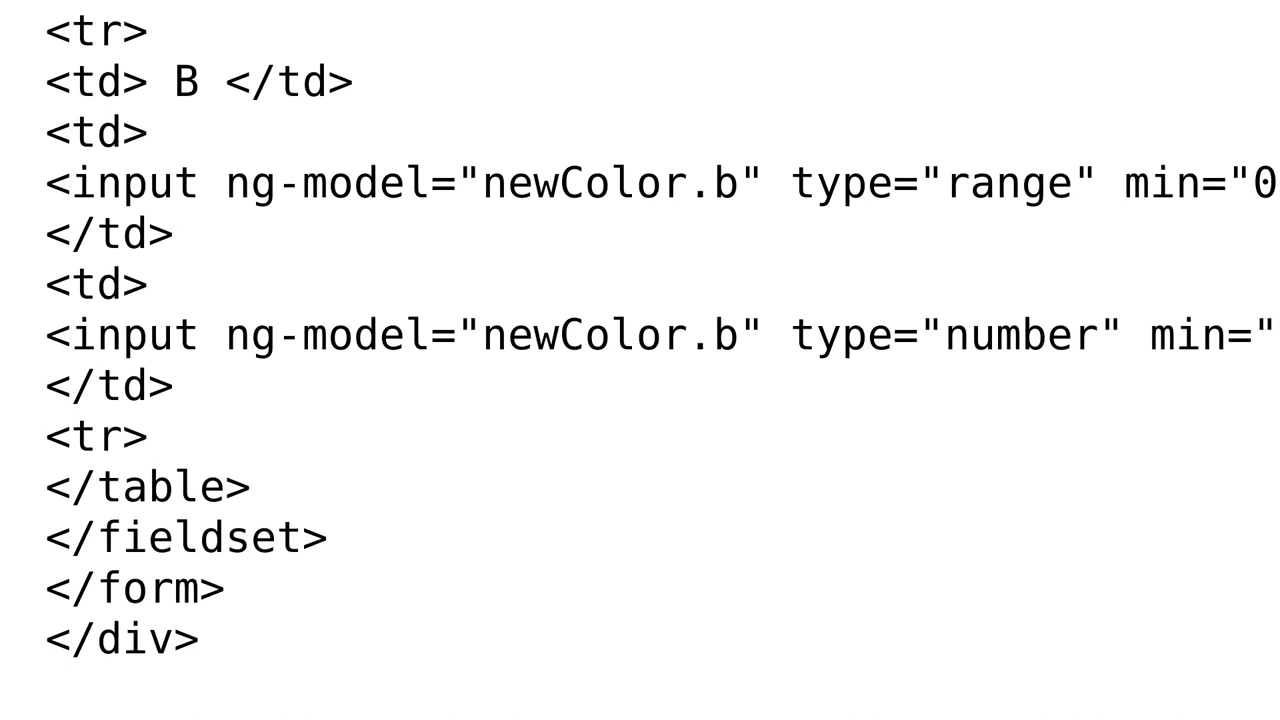 <tr>
<td> B </td>
<td>
<input ng-model="newColor.b" type="range" min="0
</td>
<td>
<input ng-model="newColor.b" type="number" min="
</td>
<tr>
</table>
</fieldset>
</form>
</div>